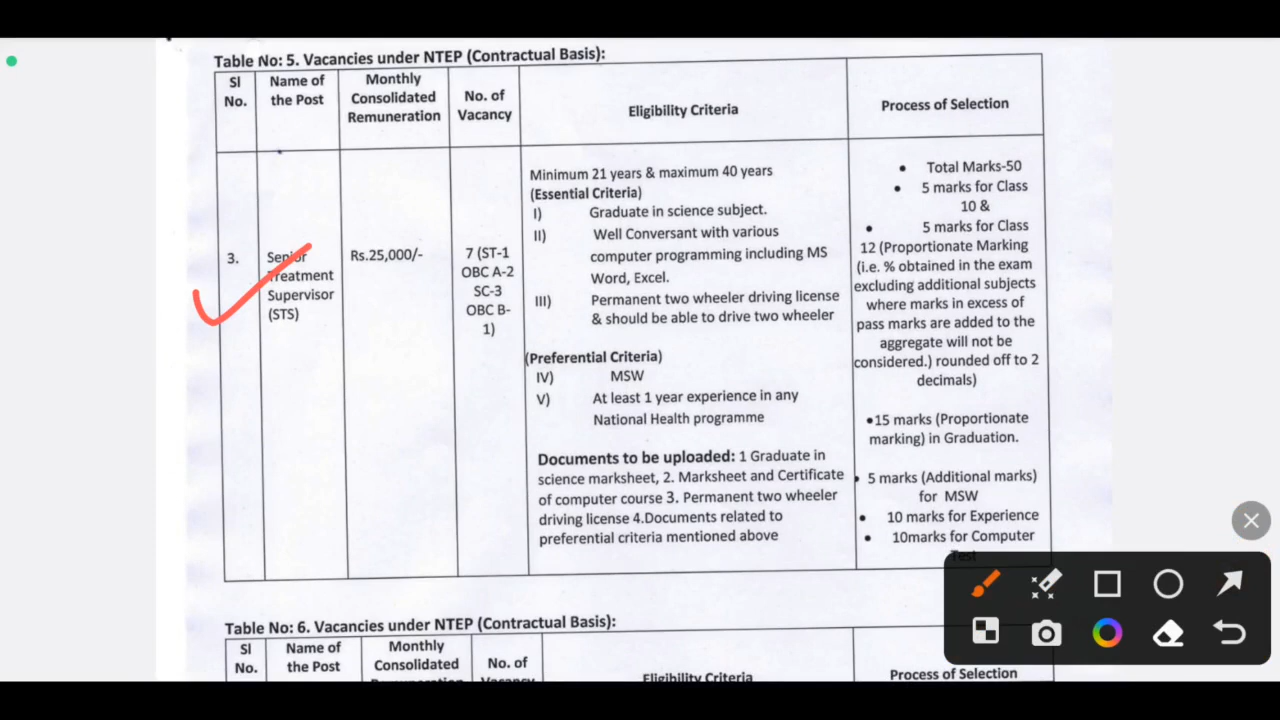 Table No: 5. Vacancies under NTEP (Contractual Basis):
Sl
No.
Name of
the Post
Monthly
Consolidated
Remuneration
No. of
Vacancy
Eligibility Criteria
Process of Selection
3.
Senior
Treatment
Supervisor
(STS)
Rs.25,000/-
7 (ST-1
OBC A-2
SC-3
OBC B-
1)
Minimum 21 years & maximum 40 years
(Essential Criteria)
I) Graduate in science subject.
II) Well Conversant with various
computer programming including MS
Word, Excel.
III) Permanent two wheeler driving license
& should be able to drive two wheeler
(Preferential Criteria)
IV) MSW
V) At least 1 year experience in any
National Health programme
Documents to be uploaded: 1 Graduate in
science marksheet, 2. Marksheet and Certificate
of computer course 3. Permanent two wheeler
driving license 4.Documents related to
preferential criteria mentioned above
• Total Marks-50
• 5 marks for Class
10 &
• 5 marks for Class
12 (Proportionate Marking
(i.e. % obtained in the exam
excluding additional subjects
where marks in excess of
pass marks are added to the
aggregate will not be
considered.) rounded off to 2
decimals)
•15 marks (Proportionate
marking) in Graduation.
• 5 marks (Additional marks)
for MSW
• 10 marks for Experience
• 10marks for Computer
Test
Table No: 6. Vacancies under NTEP (Contractual Basis):
Sl
No.
Name of
the Post
Monthly
Consolidated
Remuneration
No. of
Vacancy
Eligibility Criteria
Process of Selection